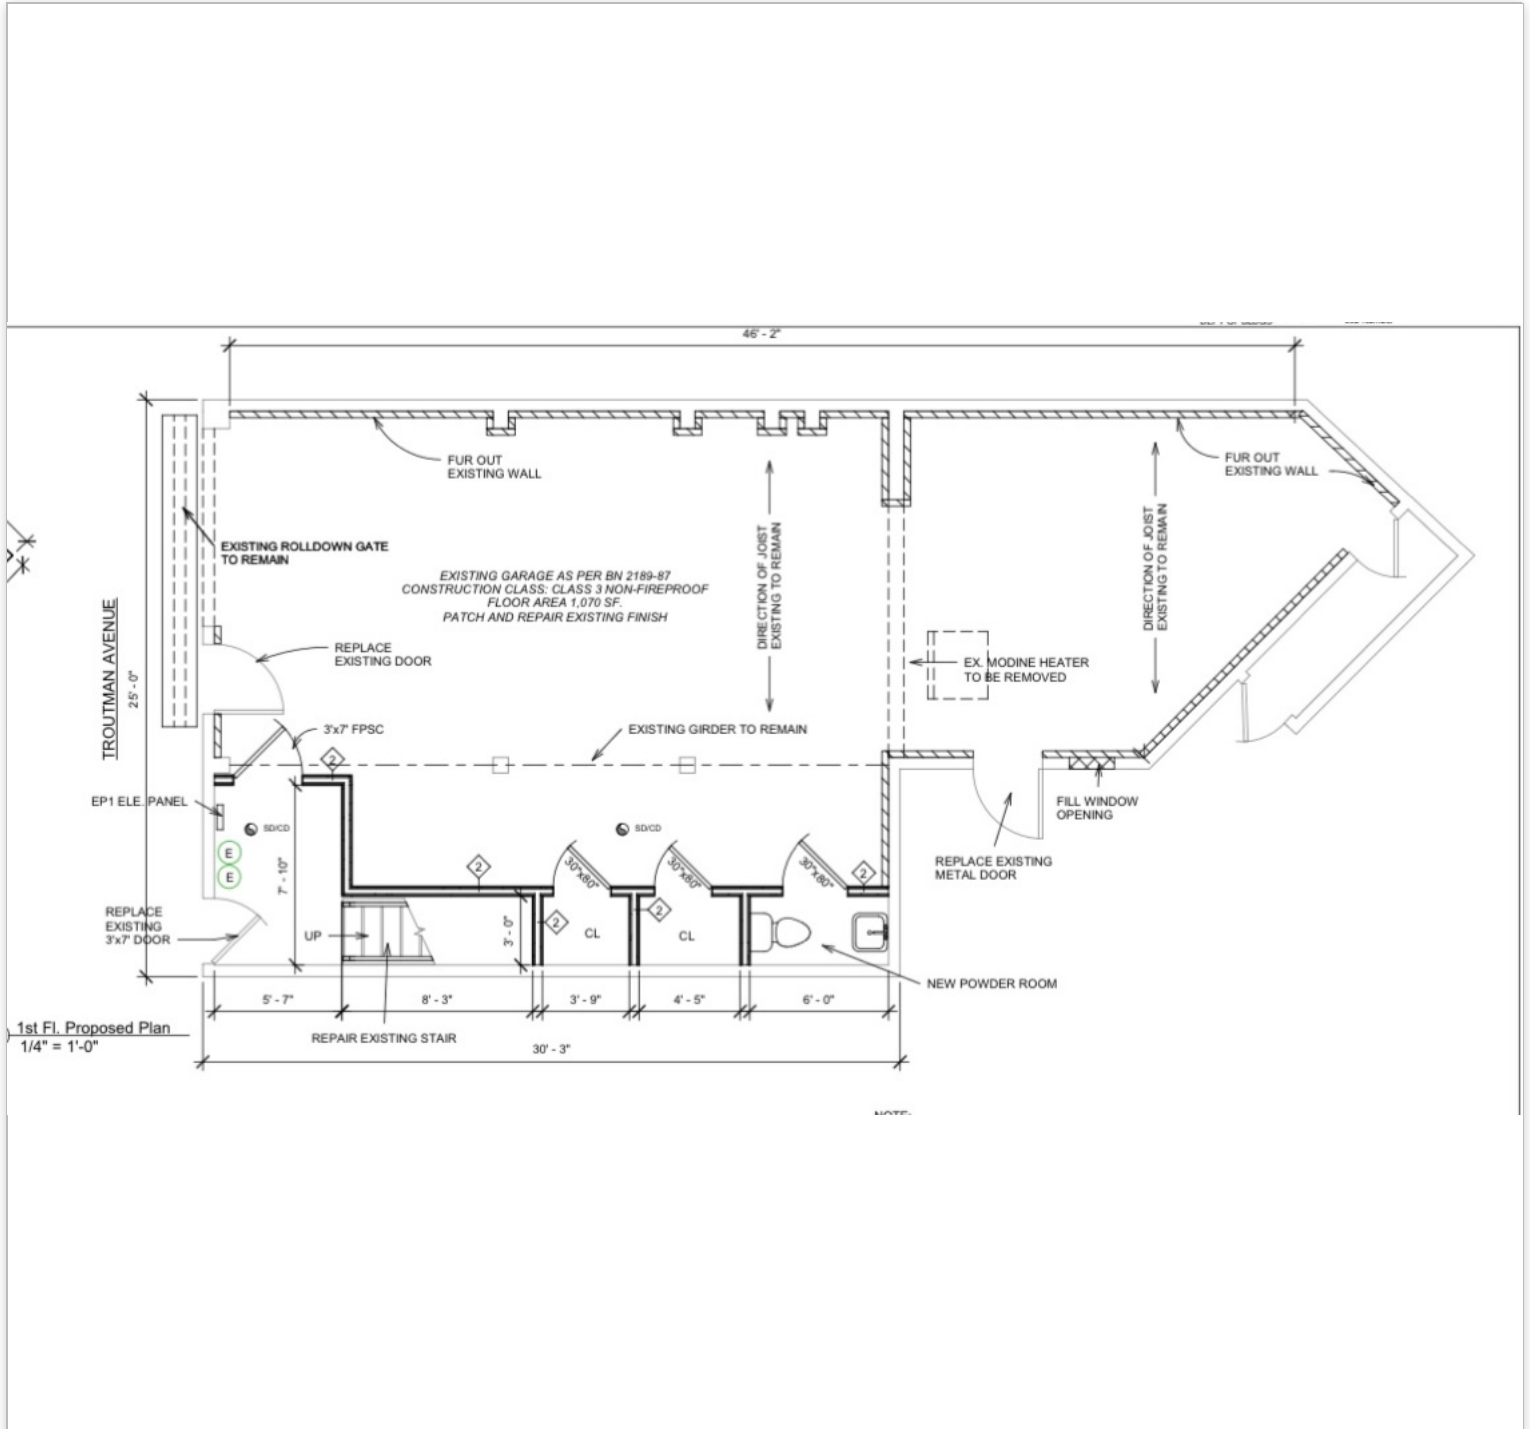 46' - 2"
FUR OUT
EXISTING WALL
FUR OUT
EXISTING WALL
DIRECTION OF JOIST
EXISTING TO REMAIN
DIRECTION OF JOIST
EXISTING TO REMAIN
EXISTING ROLLDOWN GATE
TO REMAIN
EXISTING GARAGE AS PER BN 2189-87
CONSTRUCTION CLASS: CLASS 3 NON-FIREPROOF
FLOOR AREA 1,070 SF.
PATCH AND REPAIR EXISTING FINISH
TROUTMAN AVENUE
25' - 0"
REPLACE
EXISTING DOOR
EX. MODINE HEATER
TO BE REMOVED
3'x7' FPSC
EXISTING GIRDER TO REMAIN
2
EP1 ELE. PANEL
SD/CD
SD/CD
FILL WINDOW
OPENING
E
E
7' - 10"
2
30"x80"
30"x80"
30"x80"
2
REPLACE EXISTING
METAL DOOR
REPLACE
EXISTING
3'x7' DOOR
UP
3' - 0"
2
CL
2
CL
NEW POWDER ROOM
5' - 7"
8' - 3"
3' - 9"
4' - 5"
6' - 0"
1st Fl. Proposed Plan
1/4" = 1'-0"
REPAIR EXISTING STAIR
30' - 3"